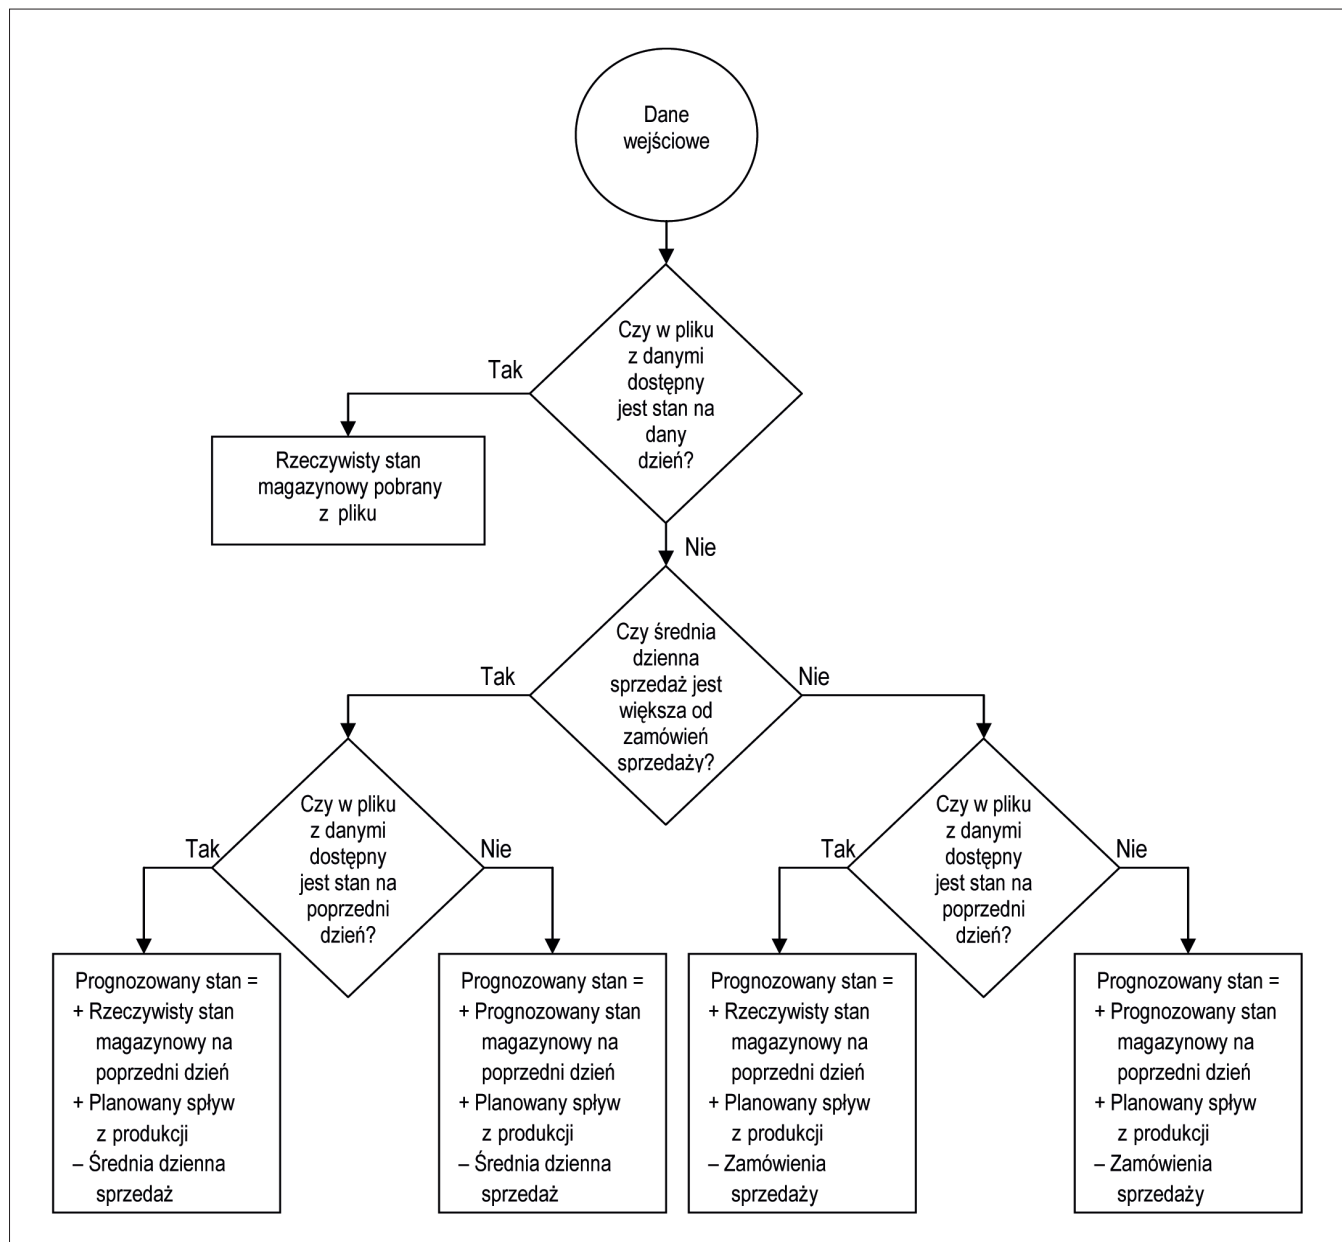 Dane
wejściowe
Czy w pliku
z danymi
dostępny
jest stan na
dany
dzień?
Tak
Rzeczywisty stan
magazynowy pobrany
z pliku
Nie
Czy średnia
dzienna
sprzedaż jest
większa od
zamówień
sprzedaży?
Tak
Nie
Czy w pliku
z danymi
dostępny
jest stan na
poprzedni
dzień?
Tak
Nie
Czy w pliku
z danymi
dostępny
jest stan na
poprzedni
dzień?
Tak
Nie
Prognozowany stan =
+ Rzeczywisty stan
magazynowy na
poprzedni dzień
+ Planowany spływ
z produkcji
– Średnia dzienna
sprzedaż
Prognozowany stan =
+ Prognozowany stan
magazynowy na
poprzedni dzień
+ Planowany spływ
z produkcji
– Średnia dzienna
sprzedaż
Prognozowany stan =
+ Rzeczywisty stan
magazynowy na
poprzedni dzień
+ Planowany spływ
z produkcji
– Zamówienia
sprzedaży
Prognozowany stan =
+ Prognozowany stan
magazynowy na
poprzedni dzień
+ Planowany spływ
z produkcji
– Zamówienia
sprzedaży